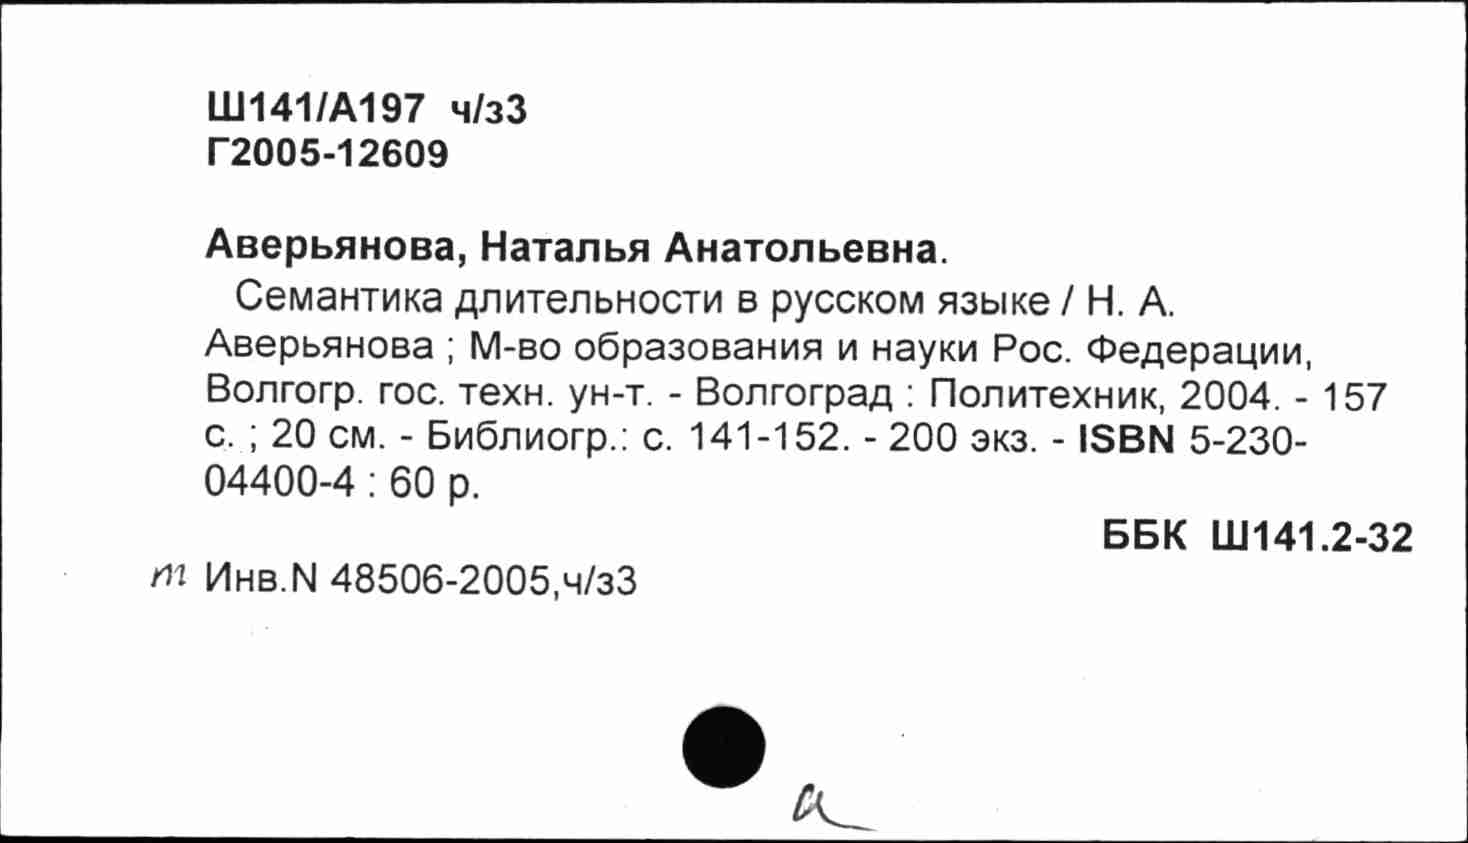 Ш141/А197 ч/з3
Г2005-12609
Аверьянова, Наталья Анатольевна.
Семантика длительности в русском языке / Н. А.
Аверьянова ; М-во образования и науки Рос. Федерации,
Волгогр. гос. техн. ун-т. - Волгоград : Политехник, 2004. - 157
с. ; 20 см. - Библиогр.: с. 141-152. - 200 экз. - ISBN 5-230-
04400-4 : 60 р.
ББК Ш141.2-32
т Инв.N 48506-2005,ч/з3